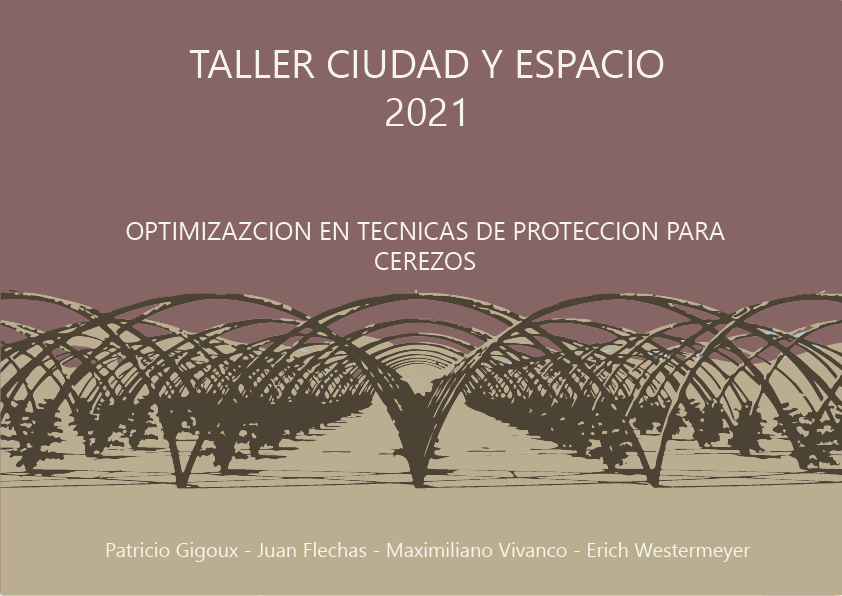 TALLER CIUDAD Y ESPACIO
2021
OPTIMIZAZCION EN TECNICAS DE PROTECCION PARA
CEREZOS
Patricio Gigoux - Juan Flechas - Maximiliano Vivanco - Erich Westermeyer